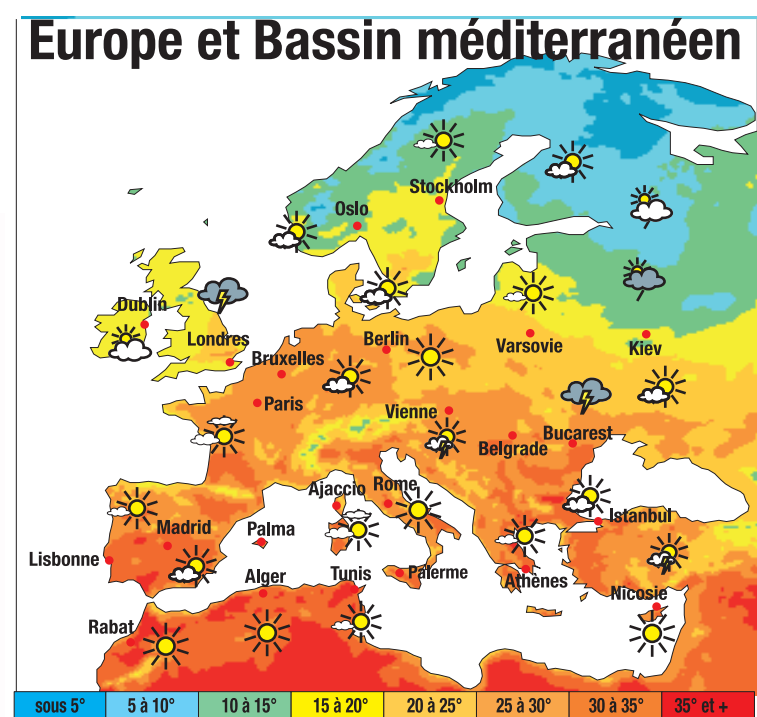 Europe et Bassin méditerranéen
Stockholm
Oslo
Dublin
Londres
Berlin
Varsovie
Kiev
Bruxelles
Paris
Vienne
Bucarest
Belgrade
Ajaccio
Rome
Istanbul
Madrid
Palma
Lisbonne
Alger
Tunis
Palerme
Athènes
Nicosie
Rabat
sous 5° 5 à 10° 10 à 15° 15 à 20° 20 à 25° 25 à 30° 30 à 35° 35° et +